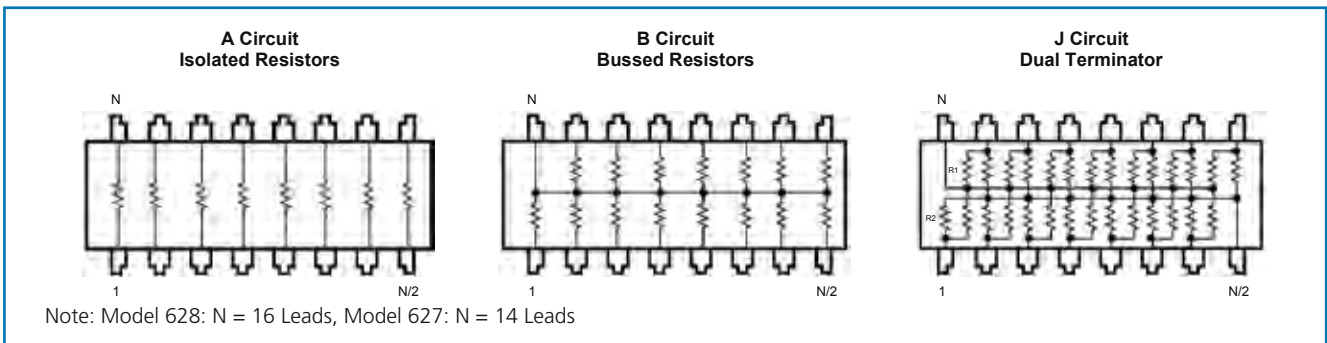 A Circuit
Isolated Resistors
B Circuit
Bussed Resistors
J Circuit
Dual Terminator
N
N
N
R1
R2
1
N/2
1
N/2
1
N/2
Note: Model 628: N = 16 Leads, Model 627: N = 14 Leads